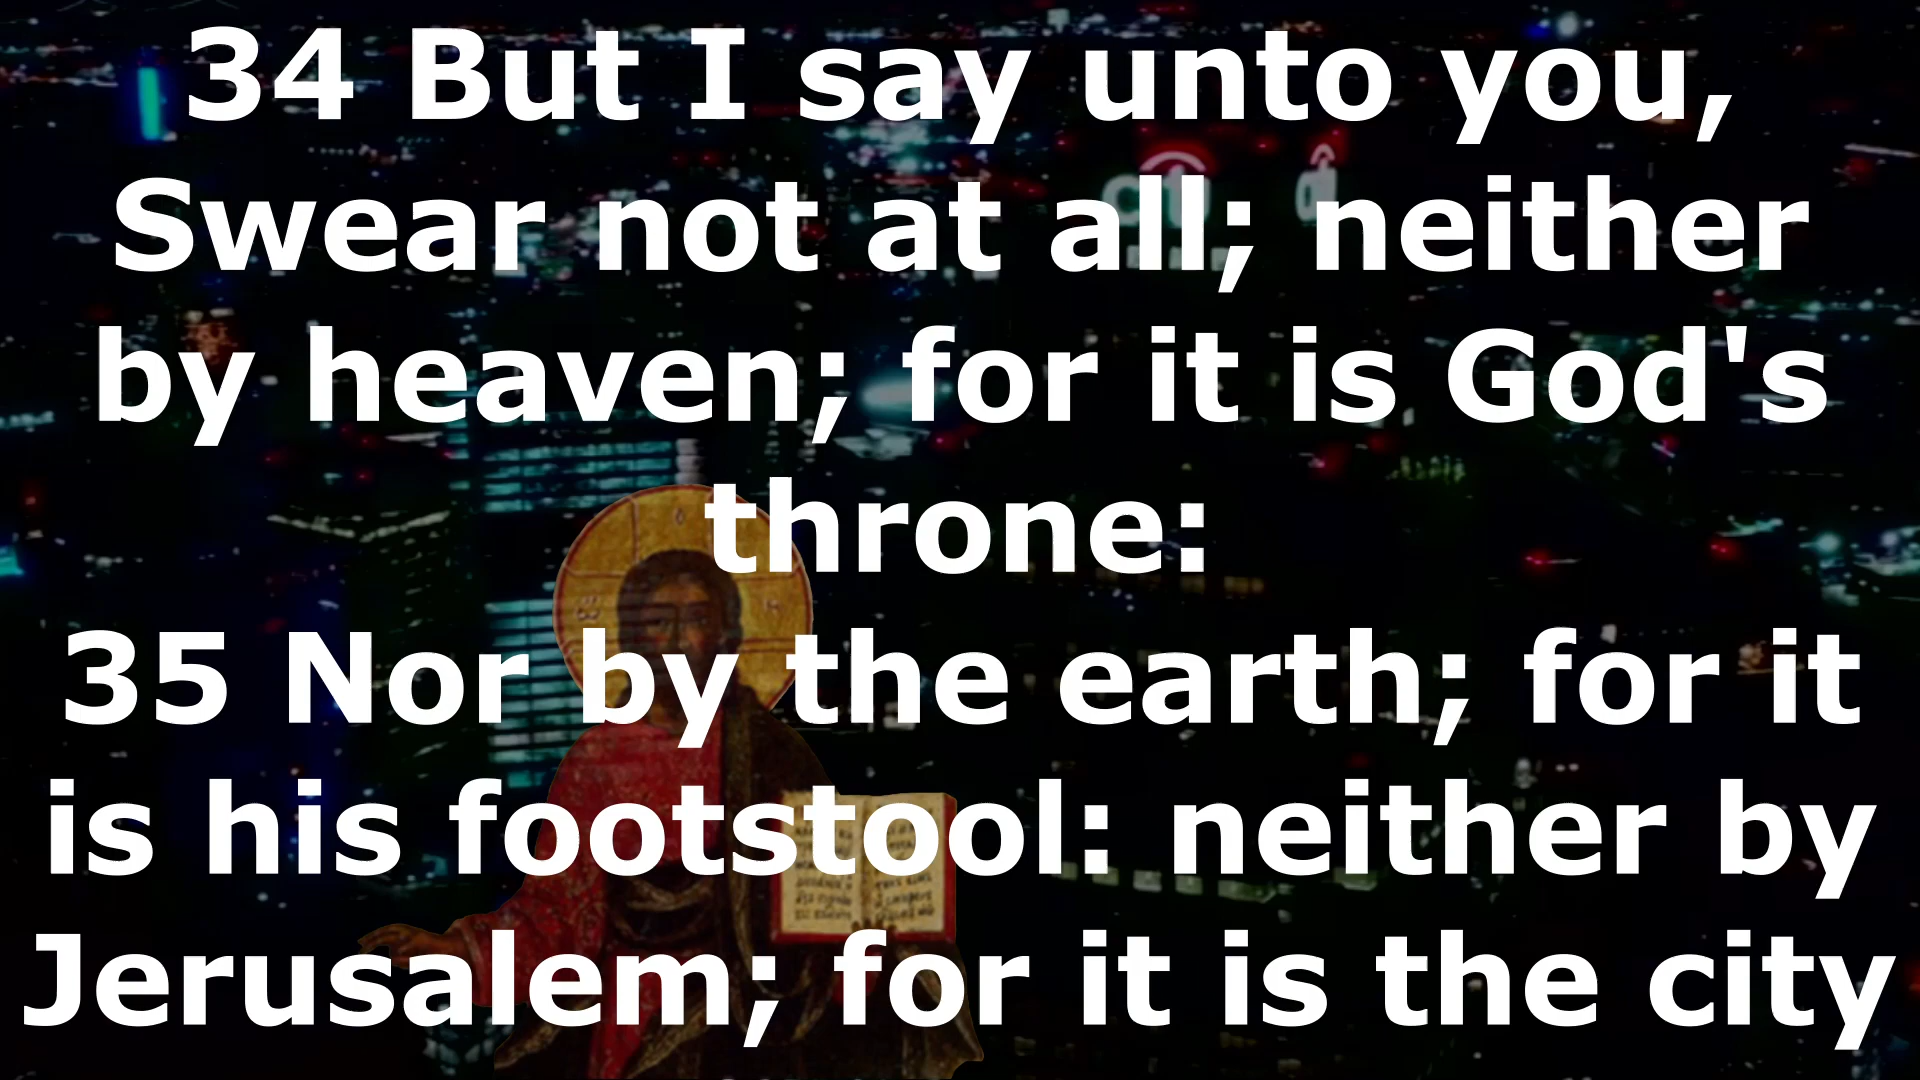 34 But I say unto you,
Swear not at all; neither
by heaven; for it is God's
throne:
35 Nor by the earth; for it
is his footstool: neither by
Jerusalem; for it is the city
citi